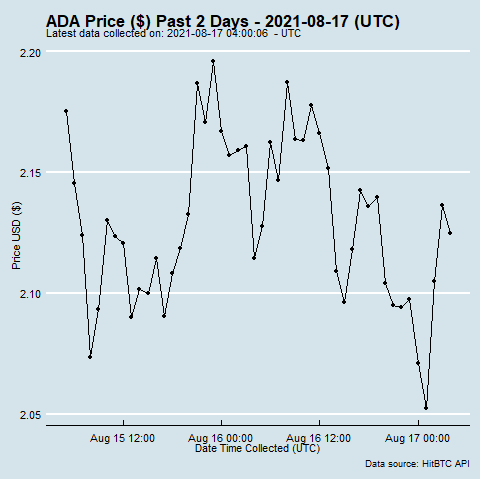 ADA Price ($) Past 2 Days - 2021-08-17 (UTC)
Latest data collected on: 2021-08-17 04:00:06  - UTC
2.20
2.15
2.10
2.05
Price USD ($)
Aug 15 12:00 Aug 16 00:00 Aug 16 12:00 Aug 17 00:00
Date Time Collected (UTC)
Data source: HitBTC API